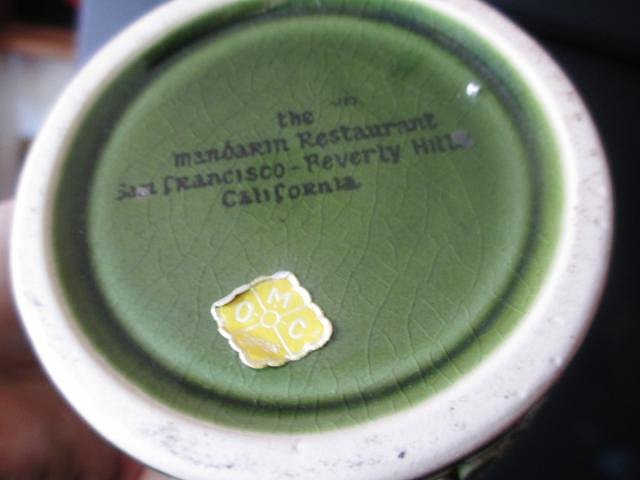 the
Mandarin Restaurant
San Francisco-Beverly Hills
California
O. M
C